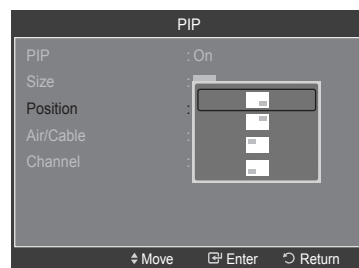 PIP
PIP : On
Size :
Position :
Air/Cable :
Channel :
Move Enter Return